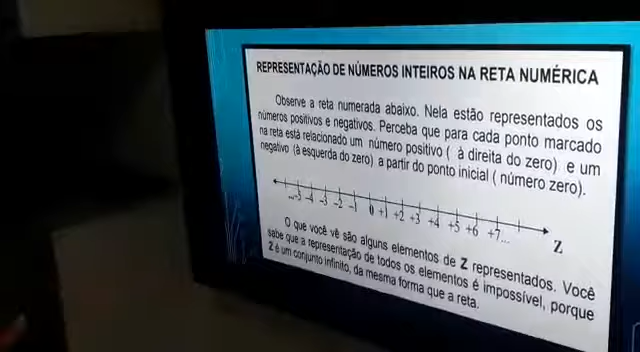 REPRESENTAÇÃO DE NÚMEROS INTEIROS NA RETA NUMÉRICA
Observe a reta numerada abaixo. Nela estão representados os
números positivos e negativos. Perceba que para cada ponto marcado
na reta está relacionado um número positivo ( à direita do zero) e um
negativo (à esquerda do zero) a partir do ponto inicial ( número zero).
...-5 -4 -3 -2 -1 0 +1 +2 +3 +4 +5 +6 +7...
Z
O que você vê são alguns elementos de Z representados. Você
sabe que a representação de todos os elementos é impossível, porque
Z é um conjunto infinito, da mesma forma que a reta.